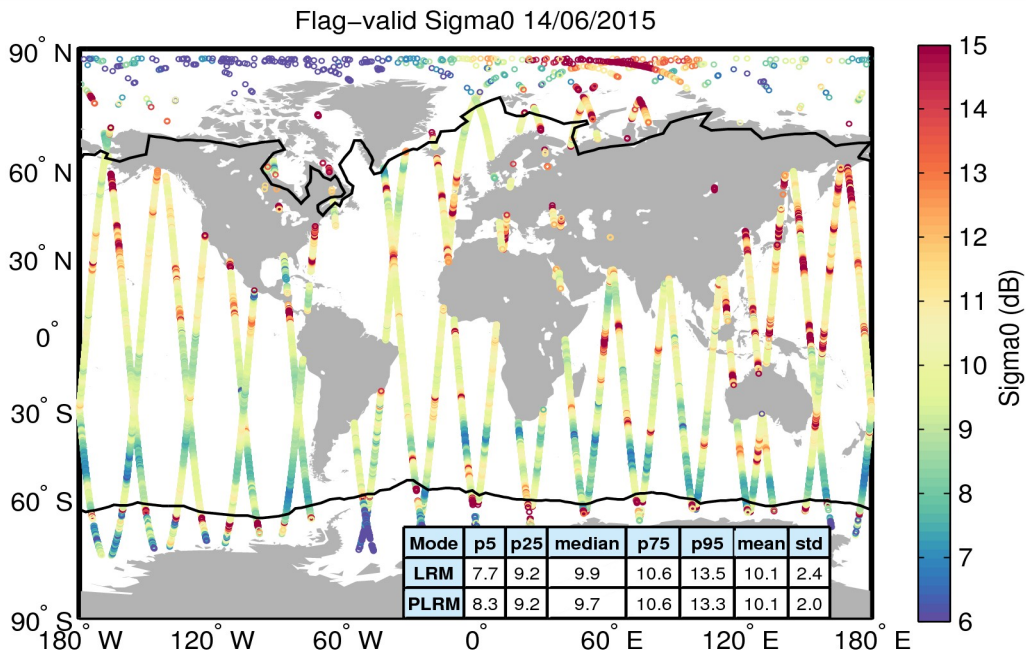 Flag−valid Sigma0 14/06/2015
90° N
60° N
30° N
0°
30° S
60° S
90° S
180° W
120° W
60° W
0°
60° E
120° E
180° E
Mode p5 p25 median p75 p95 mean std
LRM 7.7 9.2 9.9 10.6 13.5 10.1 2.4
PLRM 8.3 9.2 9.7 10.6 13.3 10.1 2.0
15
14
13
12
11
10
9
8
7
6
Sigma0 (dB)